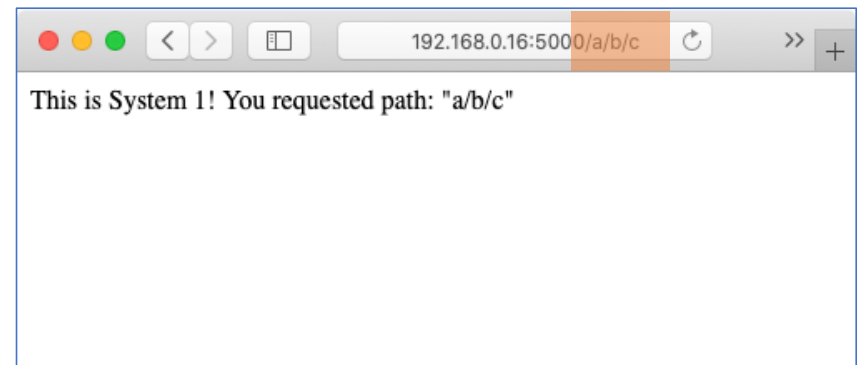 192.168.0.16:5000/a/b/c
This is System 1! You requested path: "a/b/c"